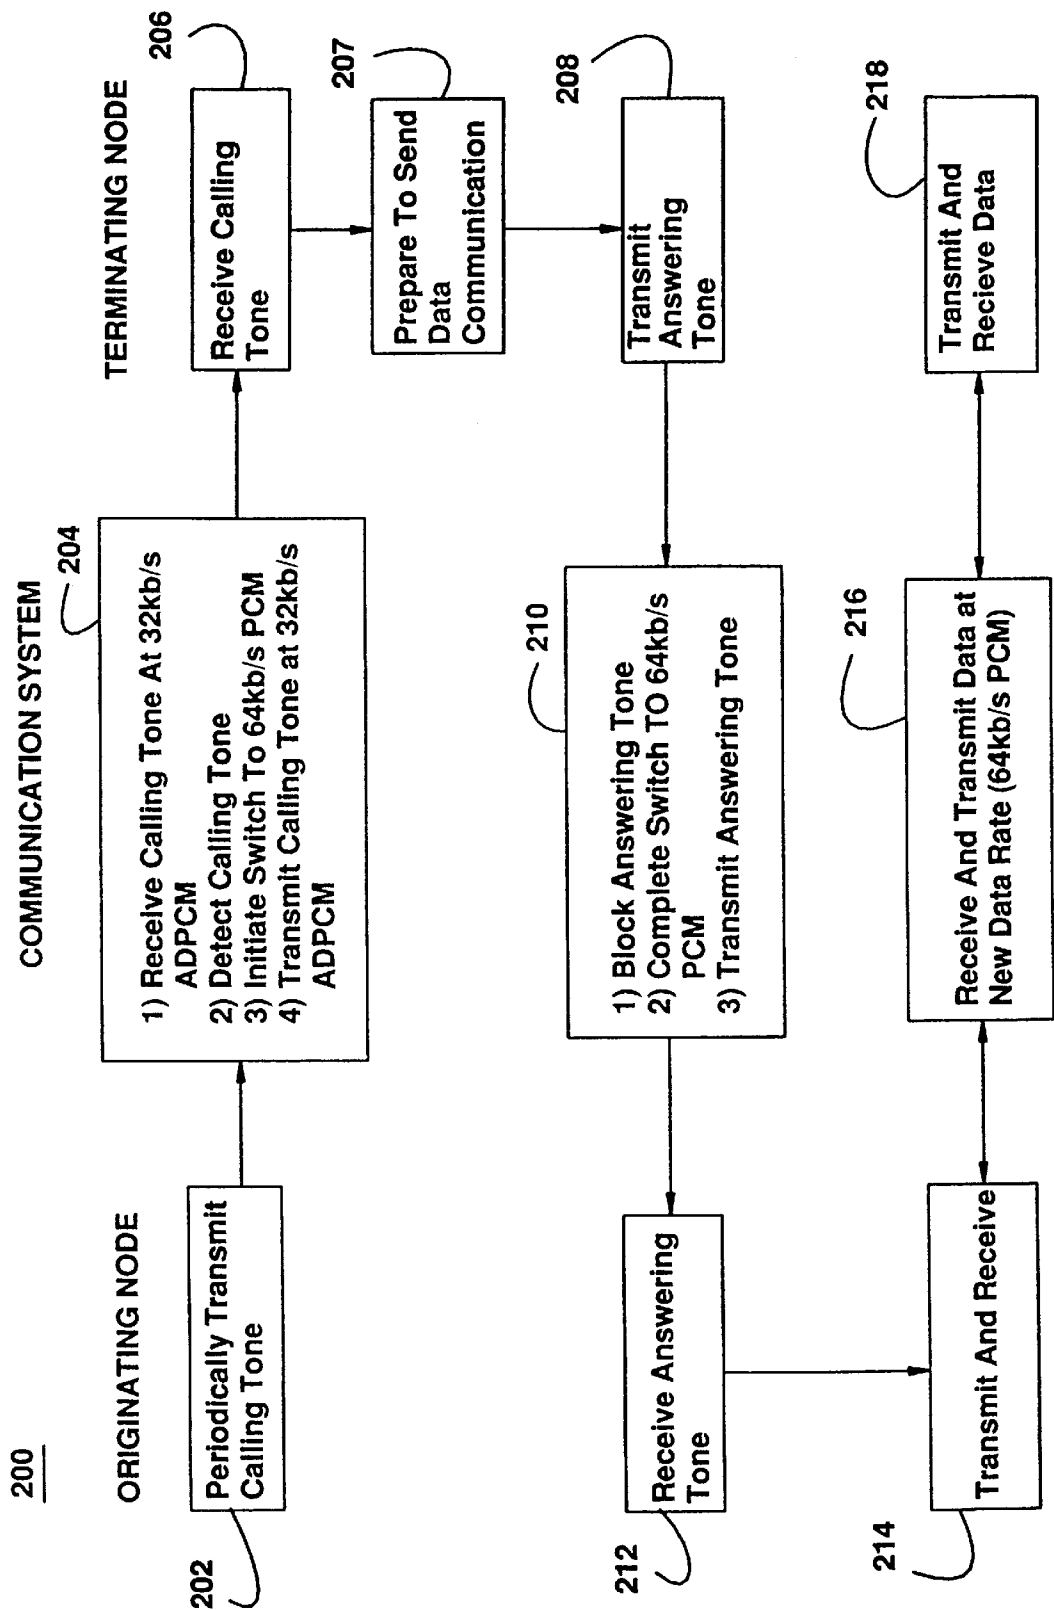 200
ORIGINATING NODE
COMMUNICATION SYSTEM
TERMINATING NODE
202
Periodically Transmit
Calling Tone
204
1) Receive Calling Tone At 32kb/s
ADPCM
2) Detect Calling Tone
3) Initiate Switch To 64kb/s PCM
4) Transmit Calling Tone at 32kb/s
ADPCM
206
Receive Calling
Tone
207
Prepare To Send
Data
Communication
208
Transmit
Answering
Tone
210
1) Block Answering Tone
2) Complete Switch TO 64kb/s
PCM
3) Transmit Answering Tone
212
Receive Answering
Tone
214
Transmit And Receive
216
Receive And Transmit Data at
New Data Rate (64kb/s PCM)
218
Transmit And
Recieve Data